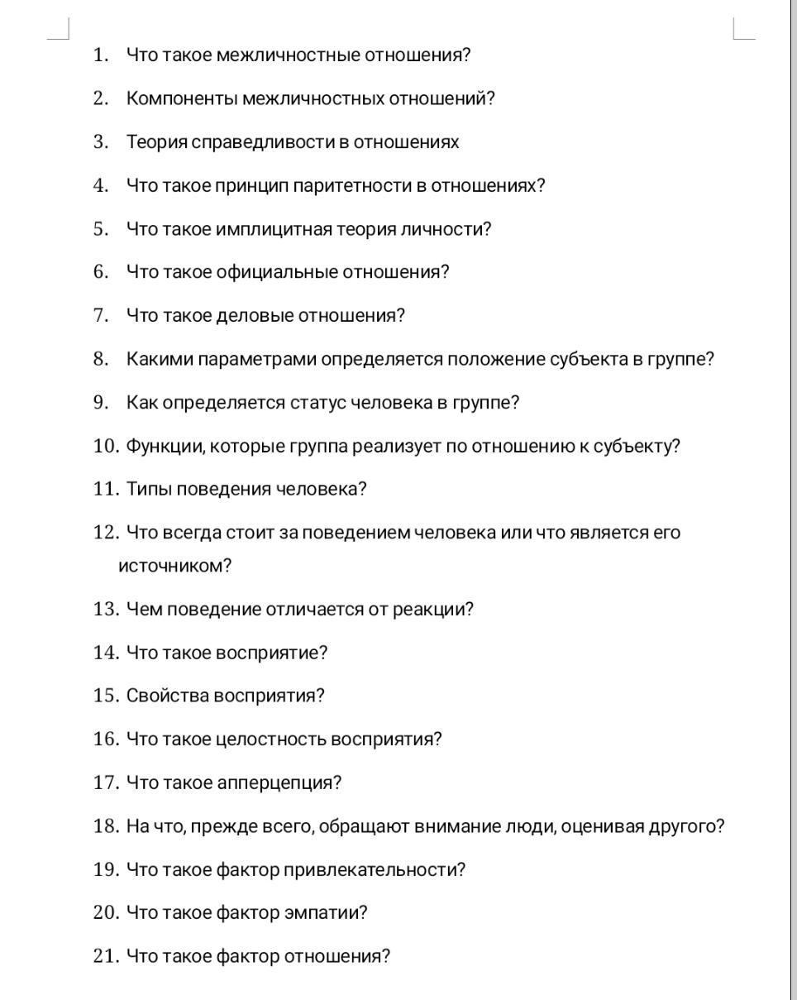 1. Что такое межличностные отношения?
2. Компоненты межличностных отношений?
3. Теория справедливости в отношениях
4. Что такое принцип паритетности в отношениях?
5. Что такое имплицитная теория личности?
6. Что такое официальные отношения?
7. Что такое деловые отношения?
8. Какими параметрами определяется положение субъекта в группе?
9. Как определяется статус человека в группе?
10. Функции, которые группа реализует по отношению к субъекту?
11. Типы поведения человека?
12. Что всегда стоит за поведением человека или что является его
источником?
13. Чем поведение отличается от реакции?
14. Что такое восприятие?
15. Свойства восприятия?
16. Что такое целостность восприятия?
17. Что такое апперцепция?
18. На что, прежде всего, обращают внимание люди, оценивая другого?
19. Что такое фактор привлекательности?
20. Что такое фактор эмпатии?
21. Что такое фактор отношения?